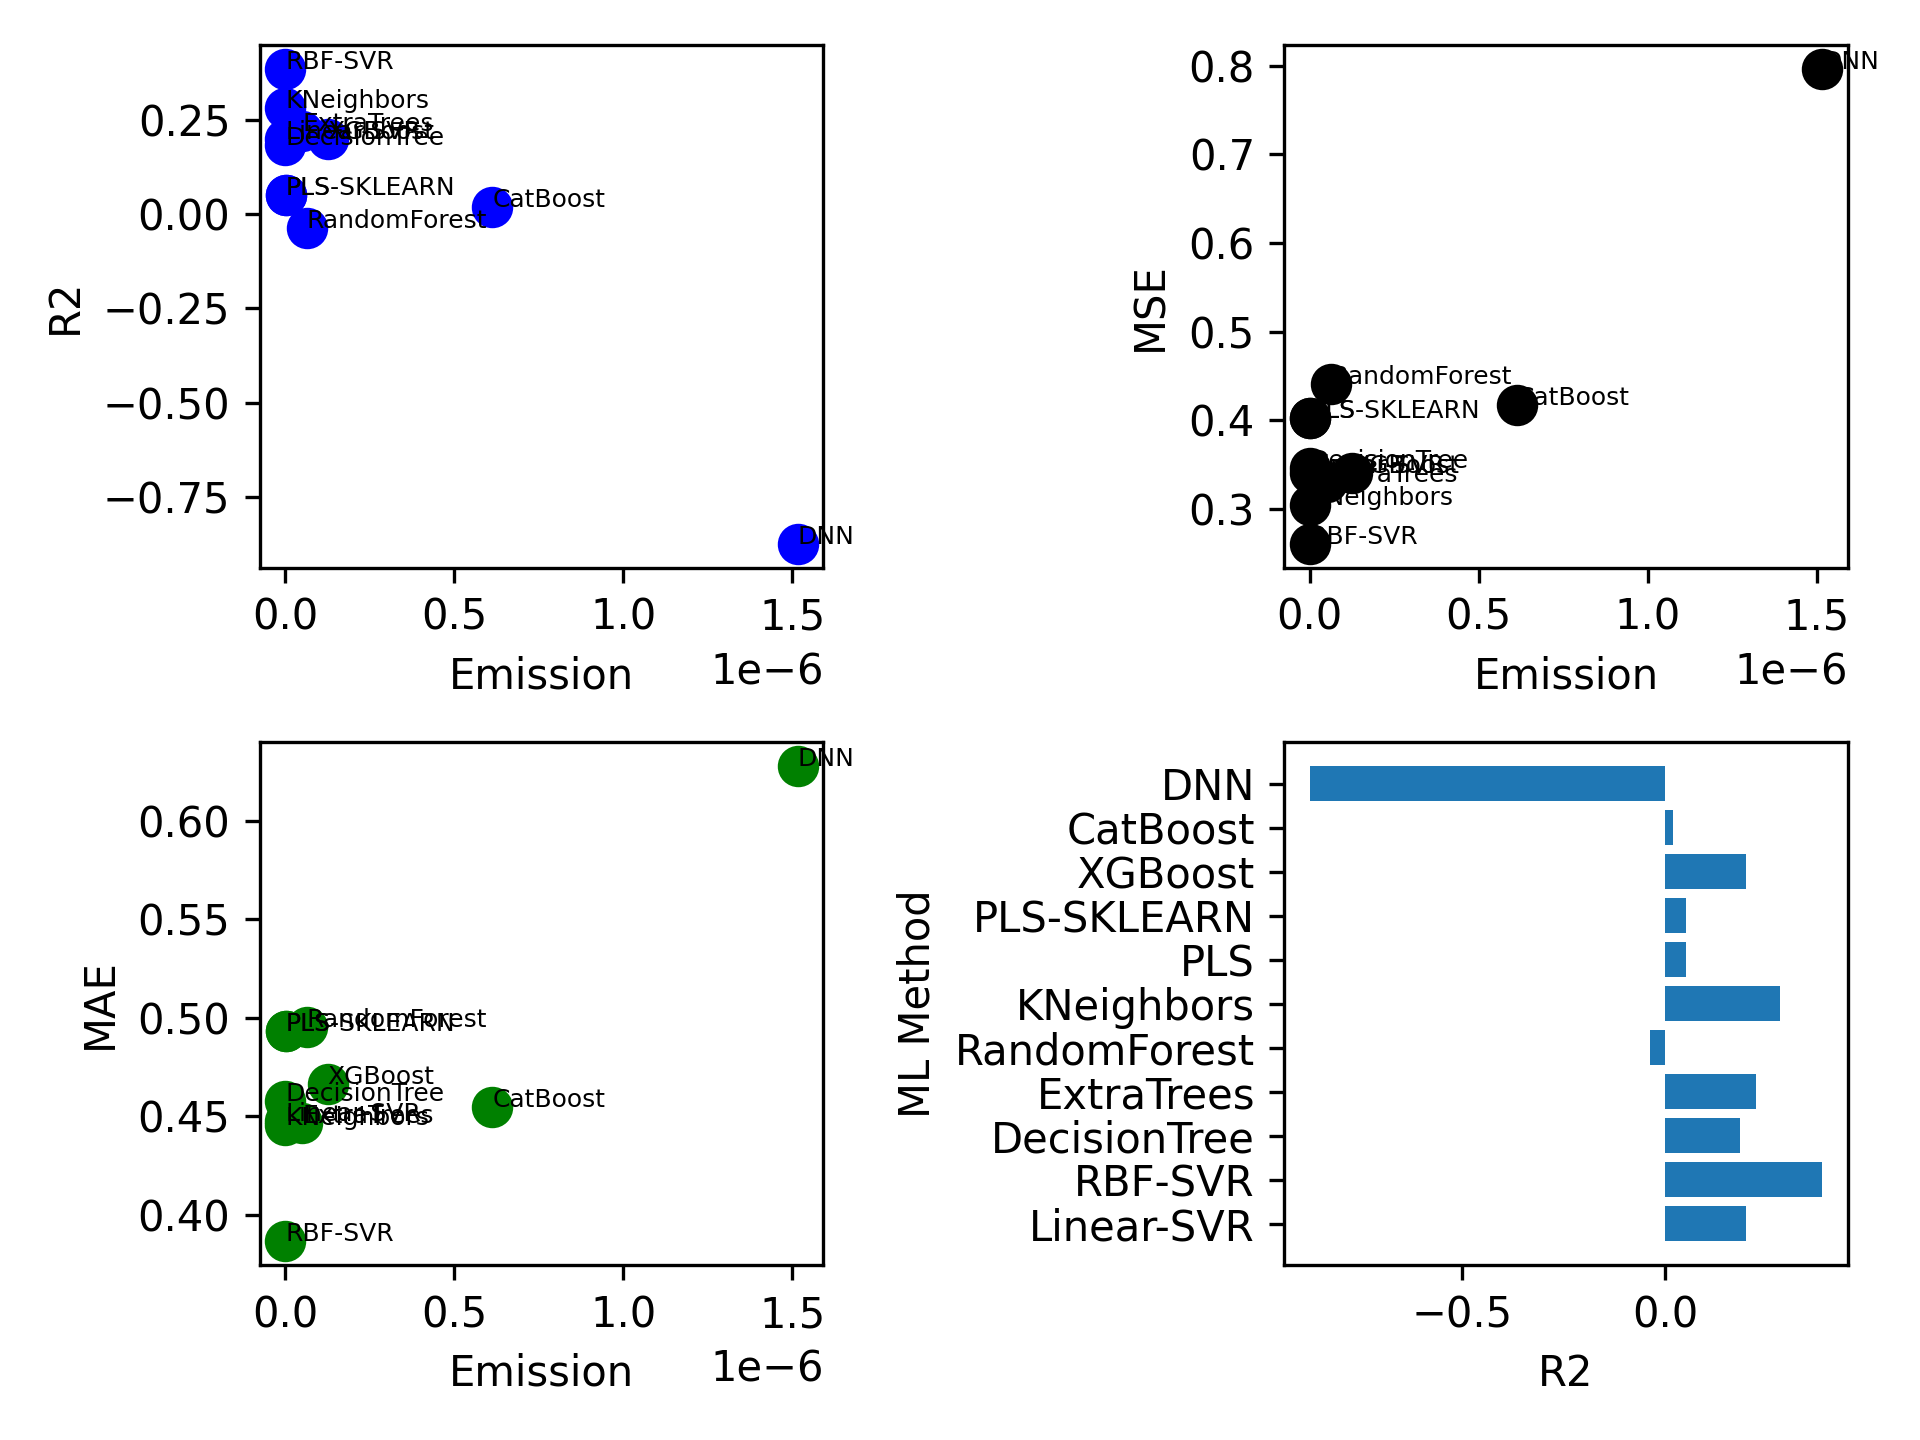 RBF-SVR
KNeighbors
ExtraTrees
DecisionTree
PLS-SKLEARN
CatBoost
RandomForest
DNN
0.25
0.00
−0.25
−0.50
−0.75
R2
0.0 0.5 1.0 1.5
Emission 1e−6
0.8
0.7
0.6
0.5
0.4
0.3
MSE
0.0 0.5 1.0 1.5
Emission 1e−6
DNN
0.60
0.55
0.50
0.45
0.40
MAE
RandomForest
PLS-SKLEARN
XGBoost
DecisionTree
CatBoost
KNeighbors
RBF-SVR
0.0 0.5 1.0 1.5
Emission 1e−6
ML Method
DNN
CatBoost
XGBoost
PLS-SKLEARN
PLS
KNeighbors
RandomForest
ExtraTrees
DecisionTree
RBF-SVR
Linear-SVR
−0.5 0.0
R2